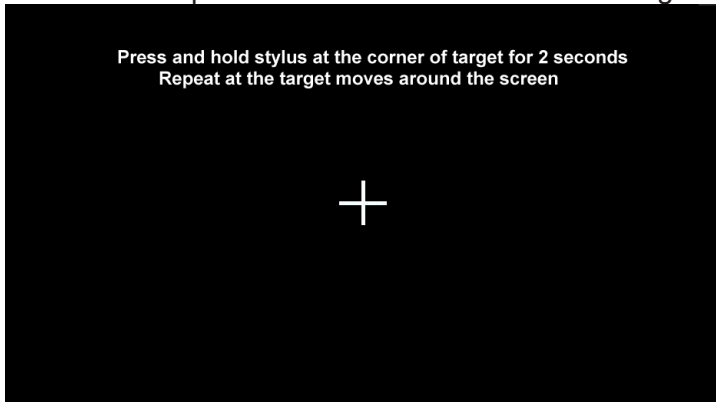 Press and hold stylus at the corner of target for 2 seconds
Repeat at the target moves around the screen